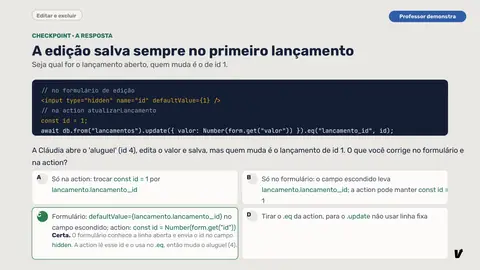 Editar e excluir
Professor demonstra
CHECKPOINT · A RESPOSTA
A edição salva sempre no primeiro lançamento
Seja qual for o lançamento aberto, quem muda é o de id 1.
// no formulário de edição
<input type="hidden" name="id" defaultValue={1} />
// na action atualizarLancamento
const id = 1;
await db.from("lancamentos").update({ valor: Number(form.get("valor")) }).eq("lancamento_id", id);
A Cláudia abre o 'aluguel' (id 4), edita o valor e salva, mas quem muda é o lançamento de id 1. O que você corrige no formulário e
na action?
A
Só na action: trocar const id = 1 por
lancamento.lancamento_id
B
Só no formulário: o campo escondido leva
lancamento.lancamento_id; a action pode manter const id =
1
Formulário: defaultValue={lancamento.lancamento_id} no
campo escondido; action: const id = Number(form.get("id"))
Certa. O formulário conhece a linha aberta e envia o id no campo
hidden. A action lê esse id e o usa no .eq, então muda o aluguel (4).
D
Tirar o .eq da action, para o .update não usar linha fixa